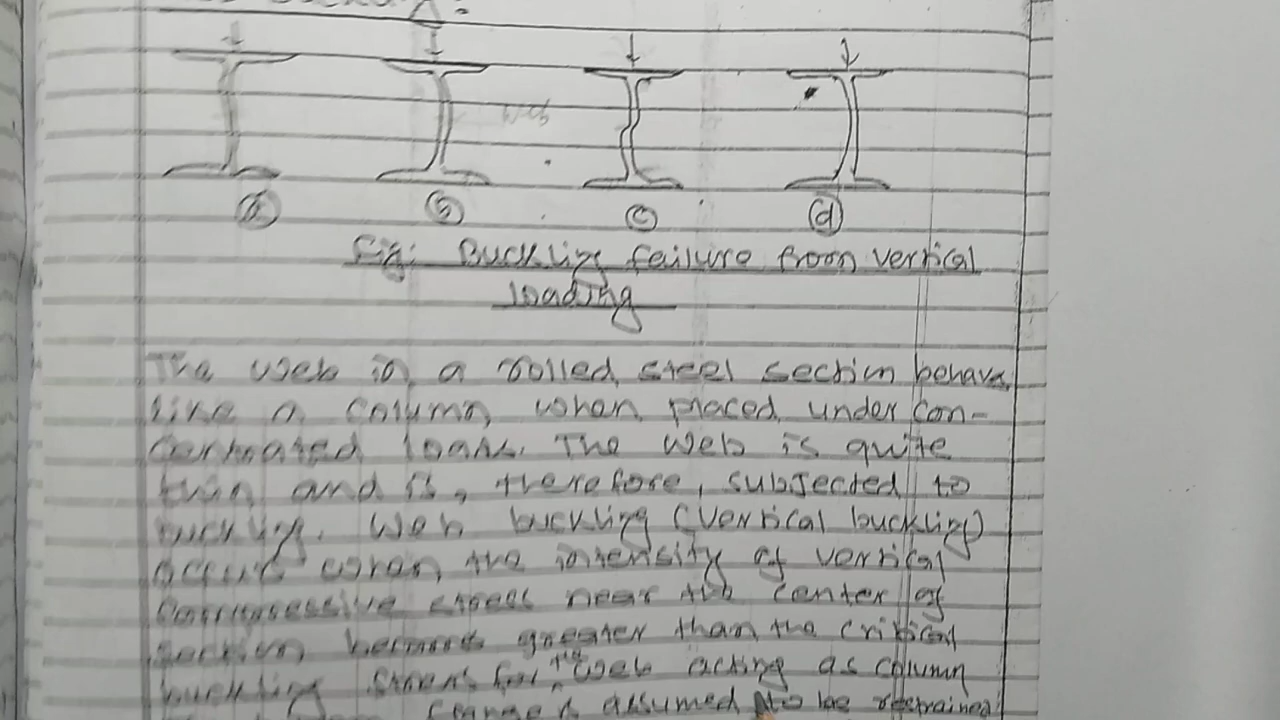 web
ⓐ ⓑ ⓒ ⓓ
Fig: Buckling failure from vertical
loading
The web in a rolled steel section behave
like a column when placed under con-
centrated loads. The web is quite
thin and is, therefore, subjected to
buckling. Web buckling (vertical buckling)
occurs when the intensity of vertical
compressive stress near the center of
section becomes greater than the critical
buckling stress for the web acting as column
flange is assumed to be restrained